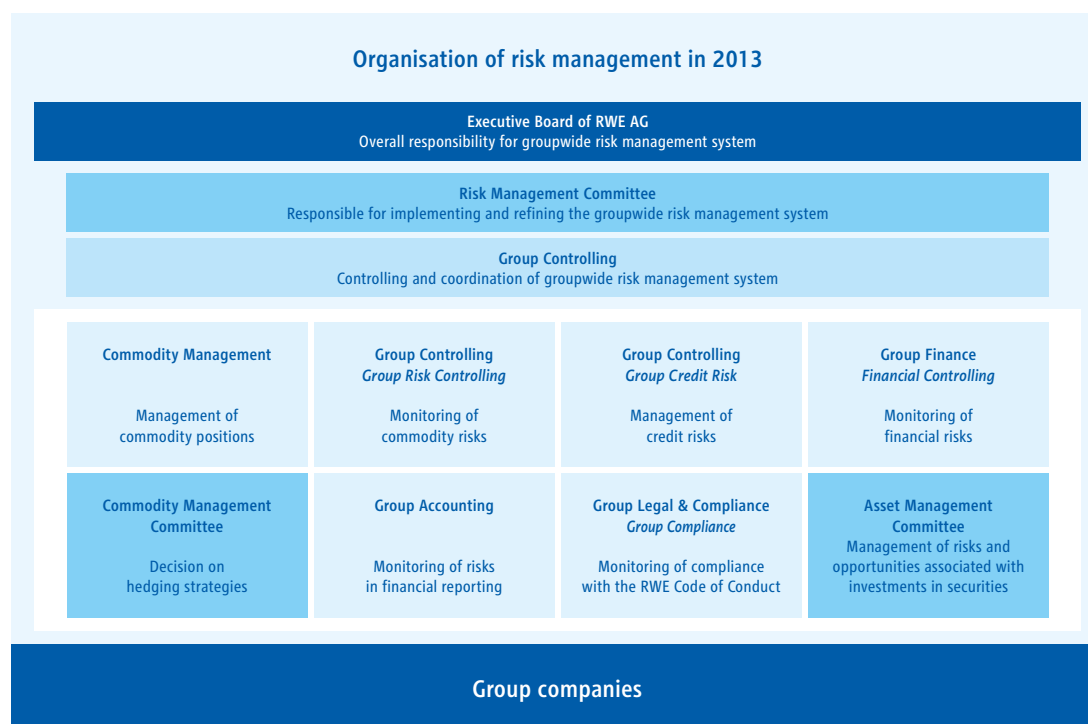 Organisation of risk management in 2013
Executive Board of RWE AG
Overall responsibility for groupwide risk management system
Risk Management Committee
Responsible for implementing and refining the groupwide risk management system
Group Controlling
Controlling and coordination of groupwide risk management system
Commodity Management
Management of
commodity positions
Group Controlling
Group Risk Controlling
Monitoring of
commodity risks
Group Controlling
Group Credit Risk
Management of
credit risks
Group Finance
Financial Controlling
Monitoring of
financial risks
Commodity Management
Committee
Decision on
hedging strategies
Group Accounting
Monitoring of risks
in financial reporting
Group Legal & Compliance
Group Compliance
Monitoring of compliance
with the RWE Code of Conduct
Asset Management
Committee
Management of risks and
opportunities associated with
investments in securities
Group companies